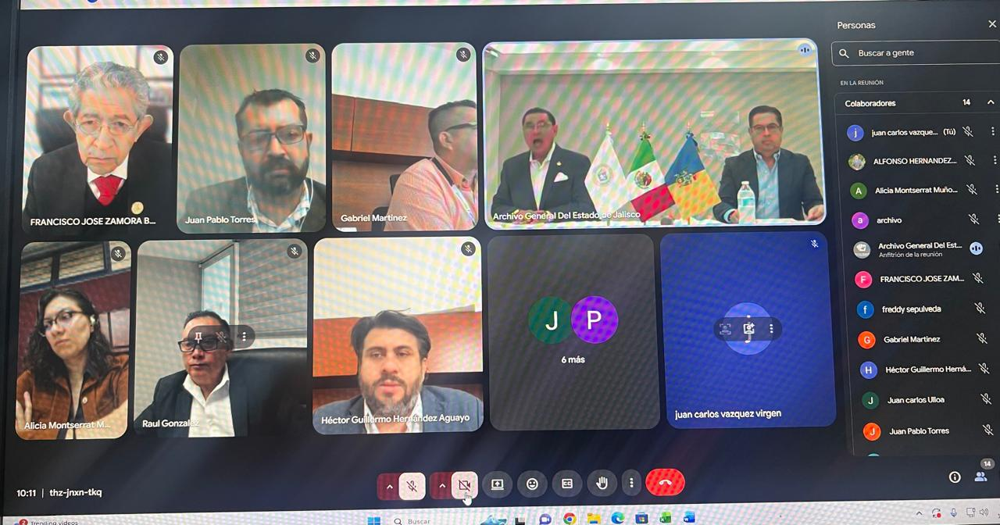 FRANCISCO JOSE ZAMORA B...
Juan Pablo Torres
Gabriel Martinez
Archivo General Del Estado de Jalisco
Alicia Montserrat M...
Raul Gonzalez
Héctor Guillermo Hernández Aguayo
J
P
6 más
juan carlos vazquez virgen
Personas
Buscar a gente
EN LA REUNIÓN
Colaboradores
14
j
juan carlos vazque... (Tú)
ALFONSO HERNANDEZ...
A
Alicia Montserrat Muño...
a
archivo
Archivo General Del Est...
Anfitrión de la reunión
F
FRANCISCO JOSE ZAM...
f
freddy sepulveda
G
Gabriel Martinez
H
Héctor Guillermo Herná...
J
Juan carlos Ulloa
J
Juan Pablo Torres
14
10:11 | thz-jnxn-tkq
2
Trending videos
Buscar